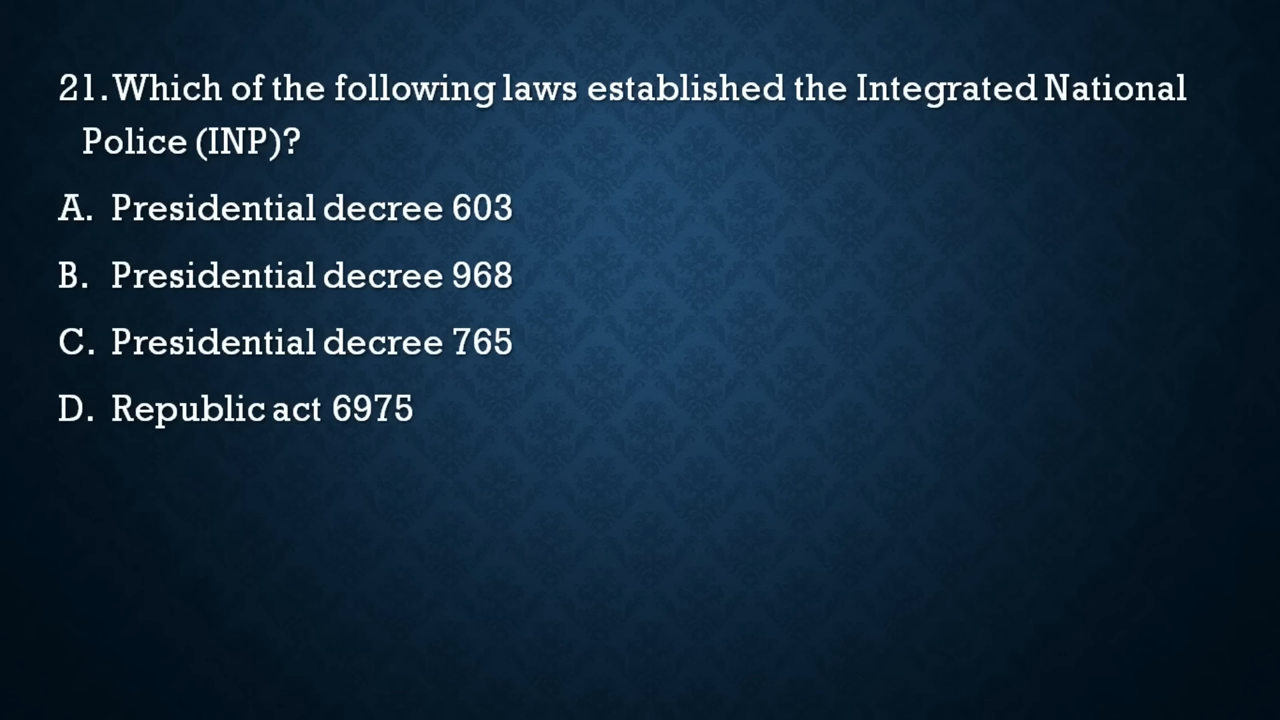 21. Which of the following laws established the Integrated National
Police (INP)?
A. Presidential decree 603
B. Presidential decree 968
C. Presidential decree 765
D. Republic act 6975